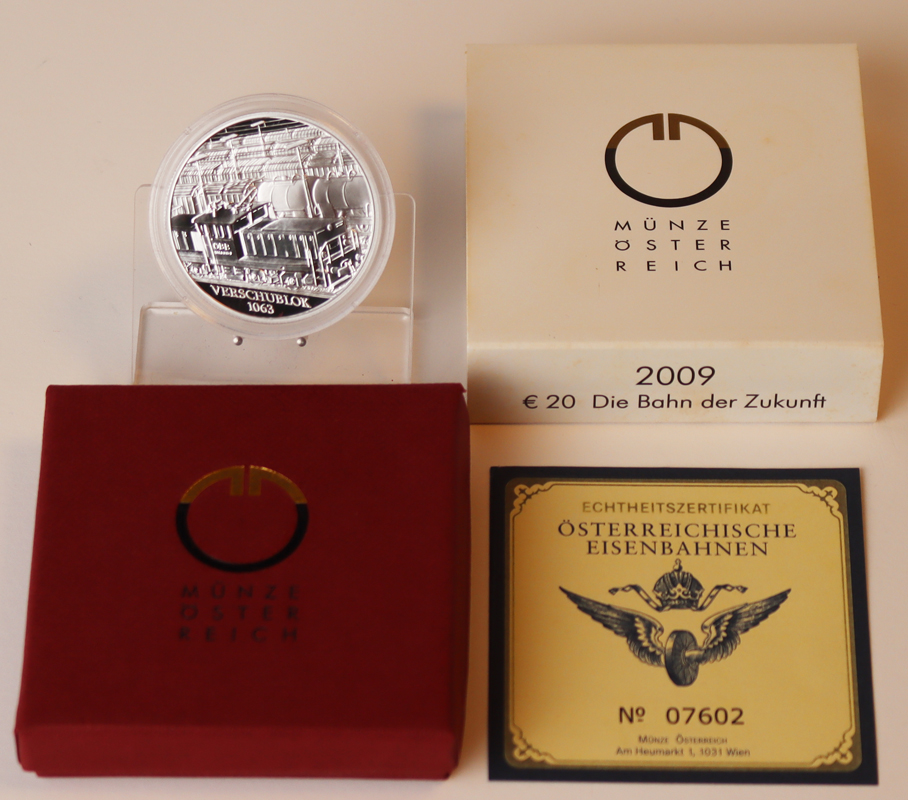 ÖBB
VERSCHUBLOK
1063
MÜNZE
ÖSTER
REICH
2009
€ 20 Die Bahn der Zukunft
MÜNZE
ÖSTER
REICH
ECHTHEITSZERTIFIKAT
ÖSTERREICHISCHE
EISENBAHNEN
Nº 07602
Münze Österreich
Am Heumarkt 1, 1031 Wien